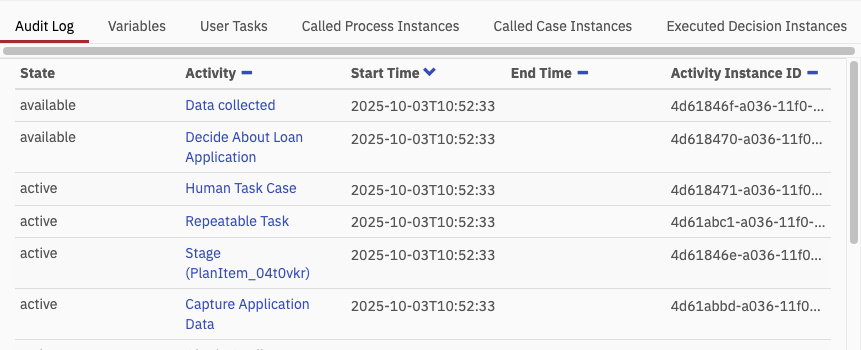 Audit Log Variables User Tasks Called Process Instances Called Case Instances Executed Decision Instances
State Activity Start Time End Time Activity Instance ID
available Data collected 2025-10-03T10:52:33 4d61846f-a036-11f0-...
available Decide About Loan 2025-10-03T10:52:33 4d618470-a036-11f0...
Application
active Human Task Case 2025-10-03T10:52:33 4d618471-a036-11f0...
active Repeatable Task 2025-10-03T10:52:33 4d61abc1-a036-11f0-...
active Stage 2025-10-03T10:52:33 4d61846e-a036-11f0...
(PlanItem_04t0vkr)
active Capture Application 2025-10-03T10:52:33 4d61abbd-a036-11f0...
Data